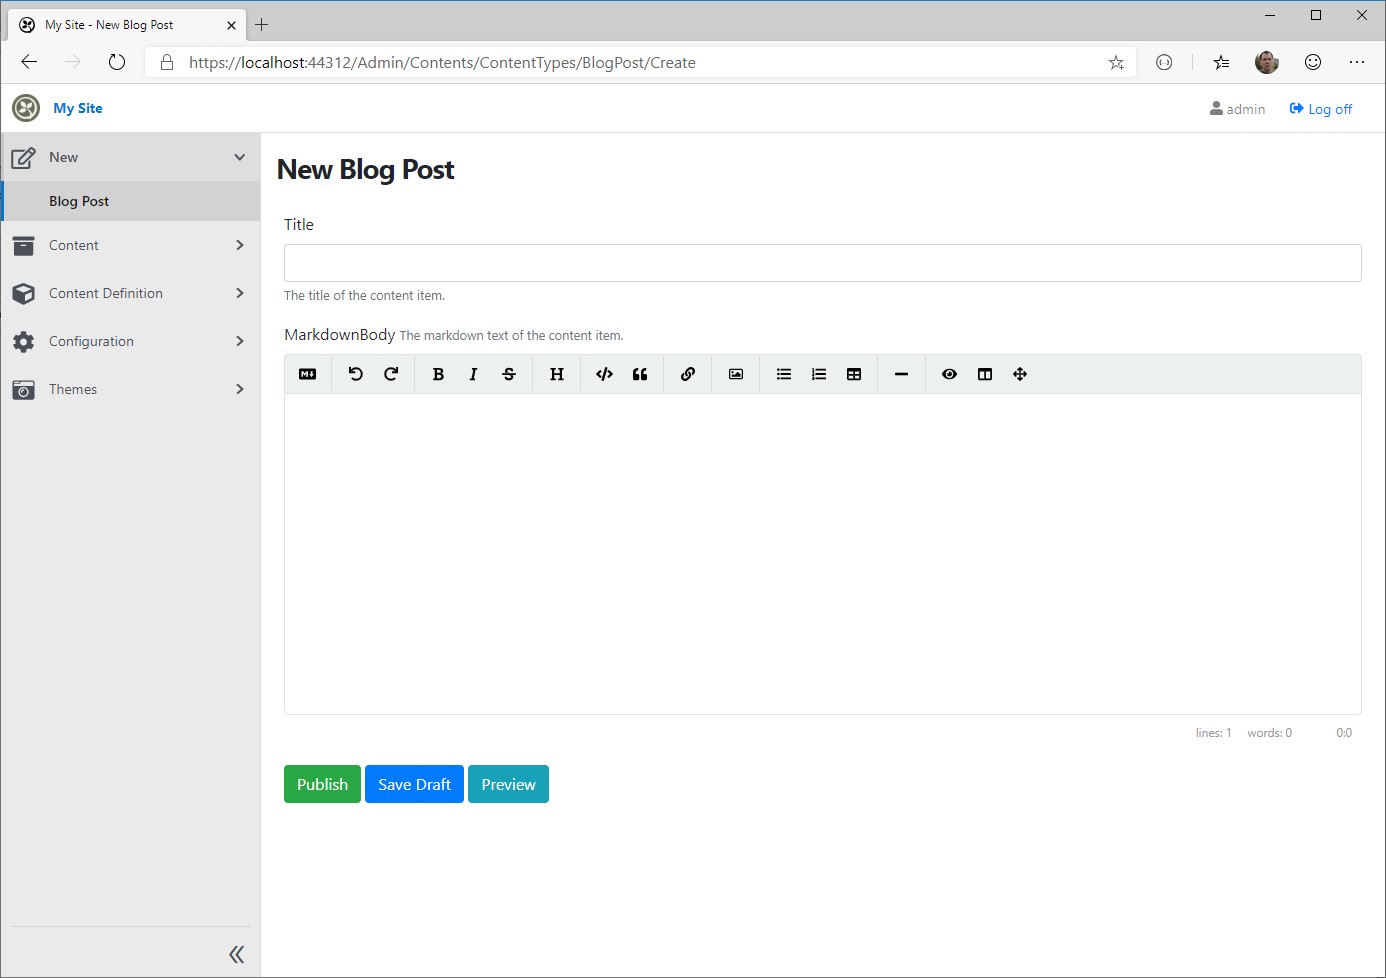 My Site - New Blog Post
https://localhost:44312/Admin/Contents/ContentTypes/BlogPost/Create
My Site
admin
Log off
New
Blog Post
Content
Content Definition
Configuration
Themes
New Blog Post
Title
The title of the content item.
MarkdownBody The markdown text of the content item.
M
B I S H
lines: 1 words: 0 0:0
Publish Save Draft Preview